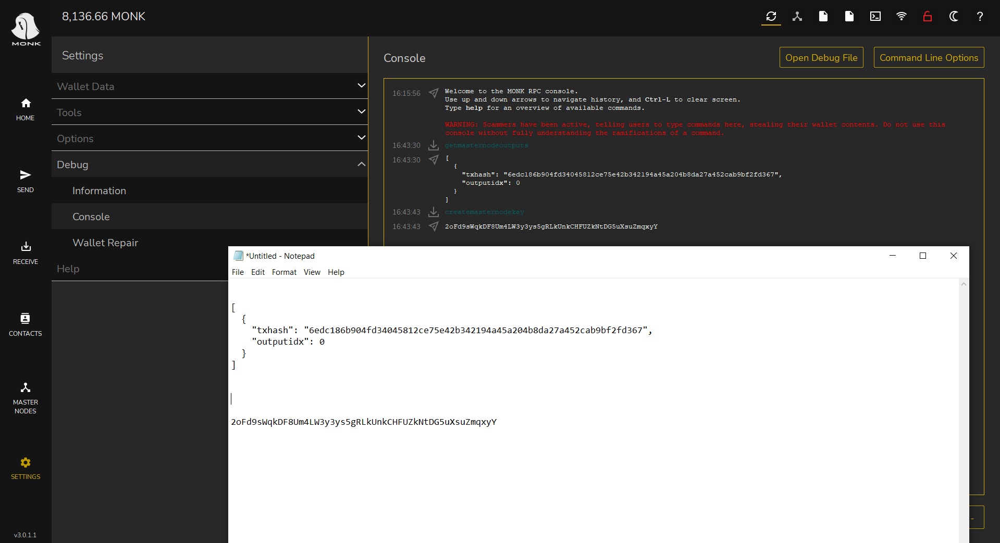 8,136.66 MONK
MONK
Settings
Wallet Data
Tools
Options
Debug
Information
Console
Wallet Repair
Help
HOME
SEND
RECEIVE
CONTACTS
MASTER
NODES
SETTINGS
v3.0.1.1
Console
Open Debug File
Command Line Options
16:15:56 Welcome to the MONK RPC console.
Use up and down arrows to navigate history, and Ctrl-L to clear screen.
Type help for an overview of available commands.
WARNING: Scammers have been active, telling users to type commands here, stealing their wallet contents. Do not use this
console without fully understanding the ramifications of a command.
16:43:30 getmasternodeoutputs
16:43:30 [
{
"txhash": "6edc186b904fd34045812ce75e42b342194a45a204b8da27a452cab9bf2fd367",
"outputidx": 0
}
]
16:43:43 createmasternodekey
16:43:43 2oFd9sWqkDF8Um4LW3y3ys5gRLkUnkCHFUZkNtDG5uXsuZmqxyY
*Untitled - Notepad
File Edit Format View Help
[
{
"txhash": "6edc186b904fd34045812ce75e42b342194a45a204b8da27a452cab9bf2fd367",
"outputidx": 0
}
]
2oFd9sWqkDF8Um4LW3y3ys5gRLkUnkCHFUZkNtDG5uXsuZmqxyY
-